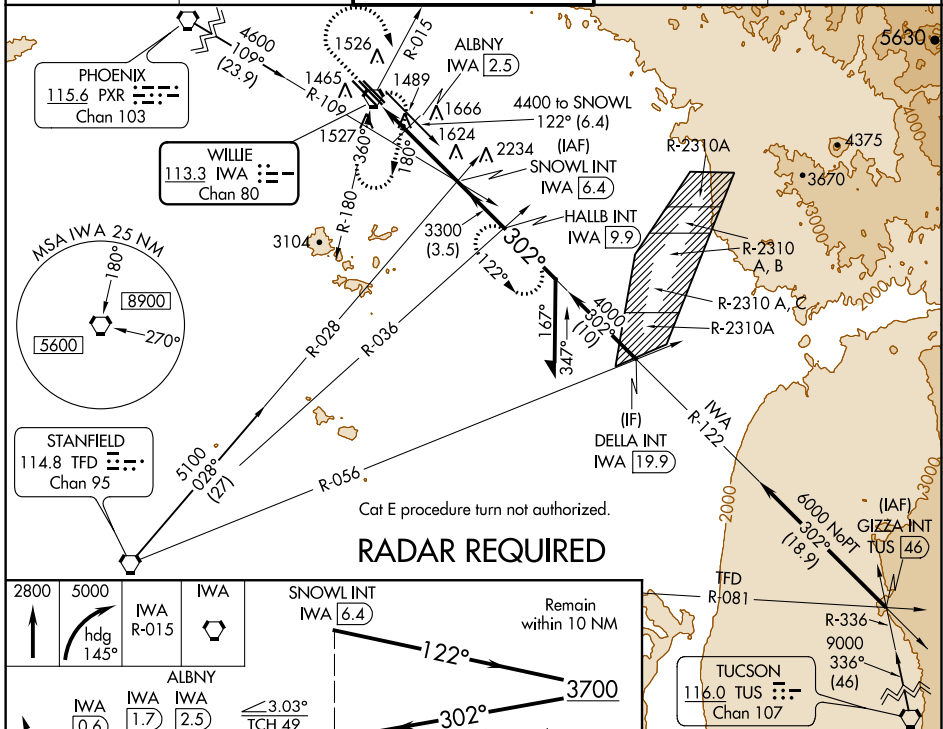 4600
109°
(23.9)
1526
R-015
ALBNY
IWA 2.5
5630
PHOENIX
115.6 PXR
Chan 103
1465
1489
R-109
1666
1527
1624
4400 to SNOWL
122° (6.4)
4000
WILLIE
113.3 IWA
Chan 80
360°
180°
2234
(IAF)
SNOWL INT
IWA 6.4
R-2310A
4375
3670
R-180
3104
3300
(3.5)
HALLB INT
IWA 9.9
302°
122°
3000
MSA IWA 25 NM
180°
8900
270°
5600
R-2310
A, B
R-2310 A, C
R-2310A
R-028
R-036
4000
302°
(10)
167°
347°
(IF)
DELLA INT
IWA 19.9
IWA
R-122
STANFIELD
114.8 TFD
Chan 95
5100
028°
(27)
R-056
Cat E procedure turn not authorized.
RADAR REQUIRED
2000
3000
6000 NoPT
302°
(18.9)
(IAF)
GIZZA INT
TUS 46
TFD
R-081
R-336
9000
336°
(46)
TUCSON
116.0 TUS
Chan 107
2800
5000
hdg
145°
IWA
R-015
IWA
SNOWL INT
IWA 6.4
Remain
within 10 NM
122°
3700
302°
ALBNY
IWA
0.6
IWA
1.7
IWA
2.5
3.03°
TCH 49